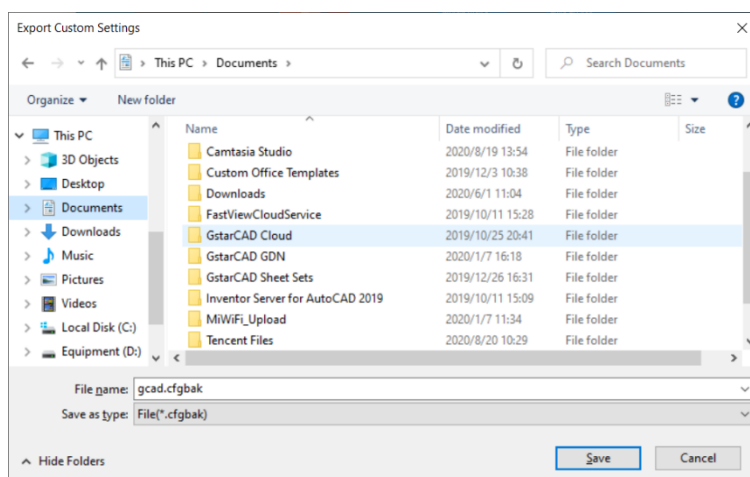 Export Custom Settings
This PC > Documents >
Search Documents
Organize
New folder
Name Date modified Type Size
This PC
3D Objects
Desktop
Documents
Downloads
Music
Pictures
Videos
Local Disk (C:)
Equipment (D:)
Camtasia Studio 2020/8/19 13:54 File folder
Custom Office Templates 2019/12/3 10:38 File folder
Downloads 2020/6/1 11:04 File folder
FastViewCloudService 2019/10/11 15:28 File folder
GstarCAD Cloud 2019/10/25 20:41 File folder
GstarCAD GDN 2020/1/7 16:18 File folder
GstarCAD Sheet Sets 2019/12/26 16:31 File folder
Inventor Server for AutoCAD 2019 2019/10/11 15:09 File folder
MiWiFi_Upload 2020/1/7 11:34 File folder
Tencent Files 2020/8/20 10:29 File folder
File name: gcad.cfgbak
Save as type: File(*.cfgbak)
Hide Folders
Save
Cancel